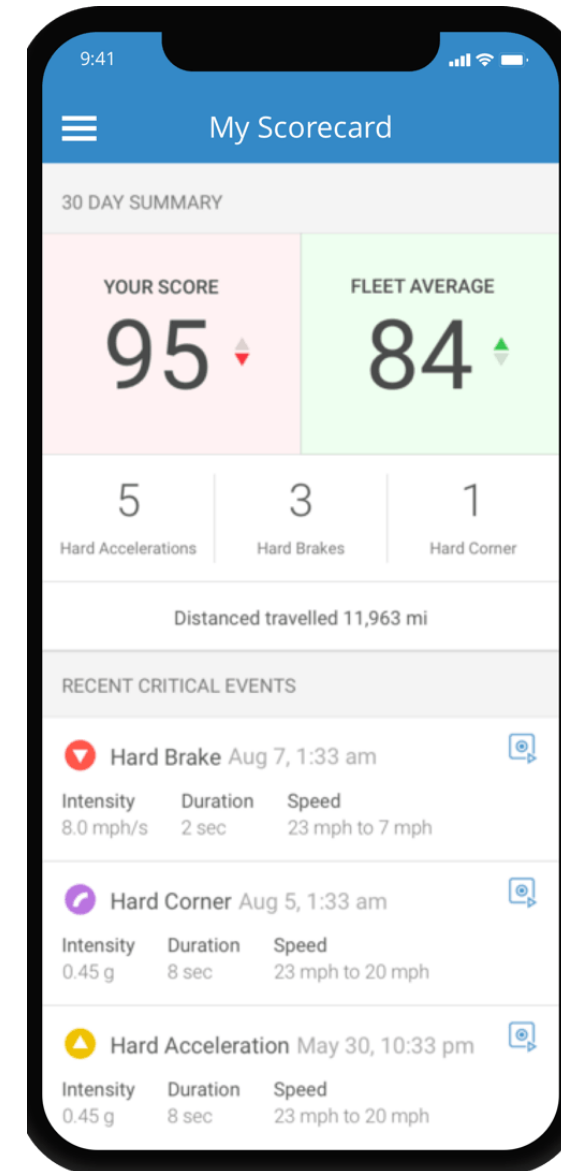 9:41
My Scorecard
30 DAY SUMMARY
YOUR SCORE
95
FLEET AVERAGE
84
5 3 1
Hard Accelerations Hard Brakes Hard Corner
Distanced travelled 11,963 mi
RECENT CRITICAL EVENTS
Hard Brake Aug 7, 1:33 am
Intensity Duration Speed
8.0 mph/s 2 sec 23 mph to 7 mph
Hard Corner Aug 5, 1:33 am
Intensity Duration Speed
0.45 g 8 sec 23 mph to 20 mph
Hard Acceleration May 30, 10:33 pm
Intensity Duration Speed
0.45 g 8 sec 23 mph to 20 mph